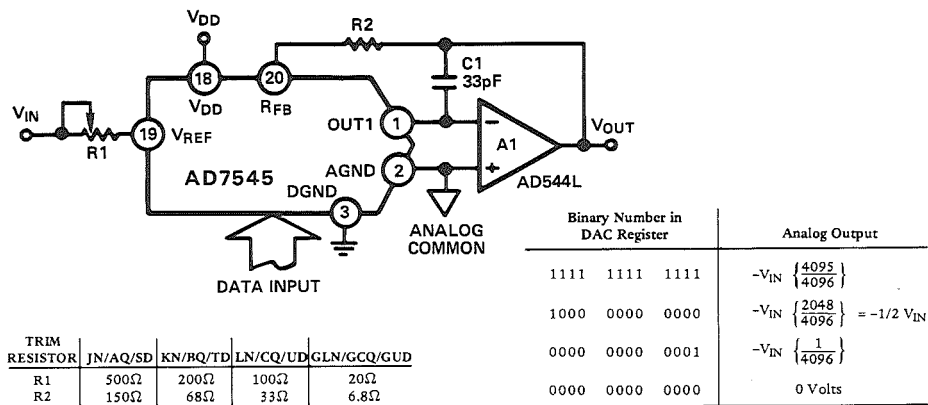 VDD
R2
C1
33pF
18
20
VDD
RFB
VIN
R1
19
VREF
OUT1
1
−
A1
VOUT
AD7545
AGND
2
+
AD544L
DGND
3
ANALOG
COMMON
DATA INPUT
Binary Number in
DAC Register
Analog Output
1111 1111 1111
-VIN {4095/4096}
1000 0000 0000
-VIN {2048/4096} = -1/2 VIN
0000 0000 0001
-VIN {1/4096}
0000 0000 0000
0 Volts
TRIM
RESISTOR JN/AQ/SD KN/BQ/TD LN/CQ/UD GLN/GCQ/GUD
R1 500Ω 200Ω 100Ω 20Ω
R2 150Ω 68Ω 33Ω 6.8Ω